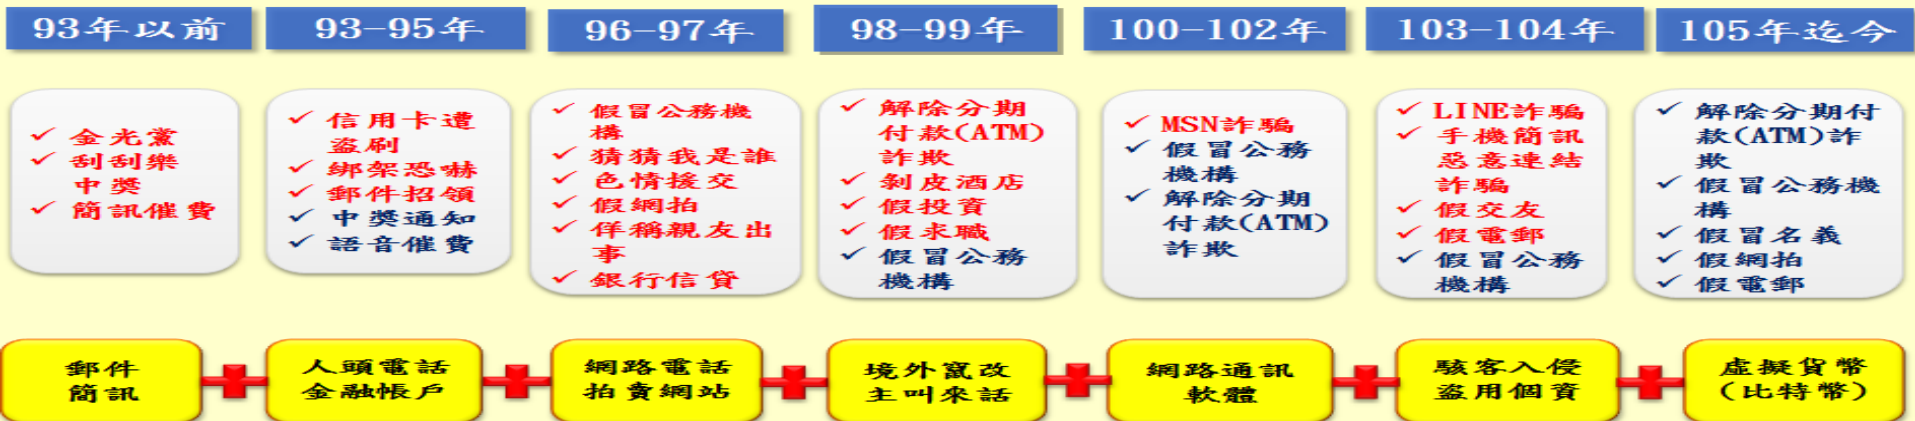 93年以前
93-95年
96-97年
98-99年
100-102年
103-104年
105年迄今
✓ 金光黨
✓ 刮刮樂
中獎
✓ 簡訊催費
✓ 信用卡遭
盜刷
✓ 綁架恐嚇
✓ 郵件招領
✓ 中獎通知
✓ 語音催費
✓ 假冒公務機
構
✓ 猜猜我是誰
✓ 色情援交
✓ 假網拍
✓ 佯稱親友出
事
✓ 銀行信貸
✓ 解除分期
付款(ATM)
詐欺
✓ 剝皮酒店
✓ 假投資
✓ 假求職
✓ 假冒公務
機構
✓ MSN詐騙
✓ 假冒公務
機構
✓ 解除分期
付款(ATM)
詐欺
✓ LINE詐騙
✓ 手機簡訊
惡意連結
詐騙
✓ 假交友
✓ 假電郵
✓ 假冒公務
機構
✓ 解除分期付
款(ATM)詐
欺
✓ 假冒公務機
構
✓ 假冒名義
✓ 假網拍
✓ 假電郵
郵件
簡訊
人頭電話
金融帳戶
網路電話
拍賣網站
境外竄改
主叫來話
網路通訊
軟體
駭客入侵
盜用個資
虛擬貨幣
(比特幣)